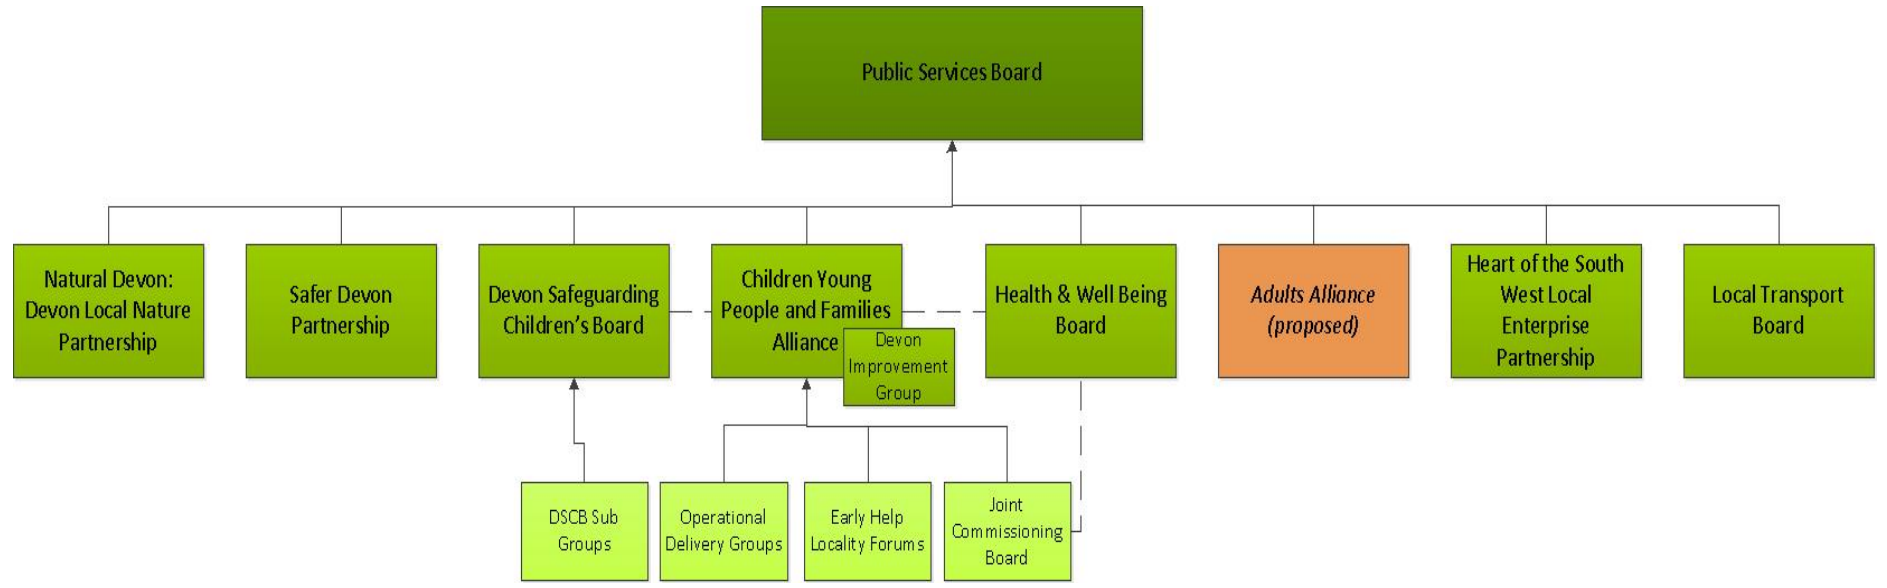 Public Services Board
Natural Devon:
Devon Local Nature
Partnership
Safer Devon
Partnership
Devon Safeguarding
Children’s Board
Children Young
People and Families
Alliance
Devon
Improvement
Group
Health & Well Being
Board
Adults Alliance
(proposed)
Heart of the South
West Local
Enterprise
Partnership
Local Transport
Board
DSCB Sub
Groups
Operational
Delivery Groups
Early Help
Locality Forums
Joint
Commissioning
Board